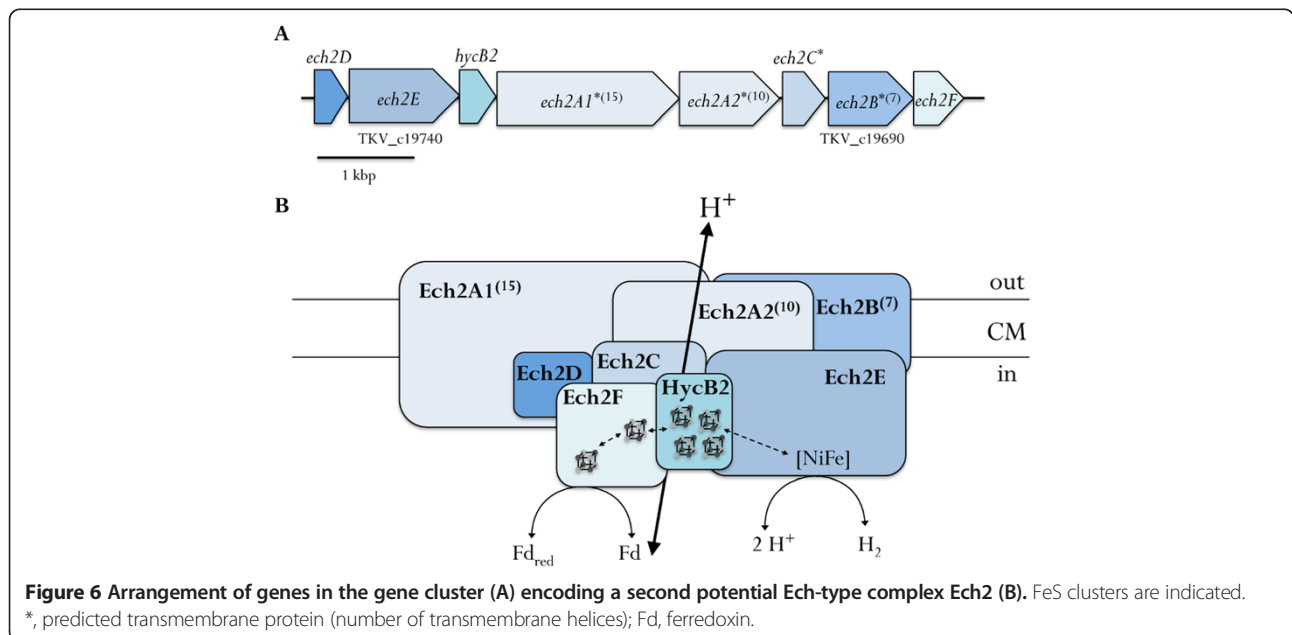 A
ech2D hycB2 ech2C*
ech2E ech2A1*(15) ech2A2*(10) ech2B*(7) ech2F
TKV_c19740 TKV_c19690
1 kbp
B
H+
Ech2A1(15) out
Ech2A2(10) Ech2B(7)
CM
Ech2C
Ech2D Ech2E in
Ech2F HycB2
[NiFe]
Fdred Fd 2 H+ H2
Figure 6 Arrangement of genes in the gene cluster (A) encoding a second potential Ech-type complex Ech2 (B). FeS clusters are indicated.
*, predicted transmembrane protein (number of transmembrane helices); Fd, ferredoxin.